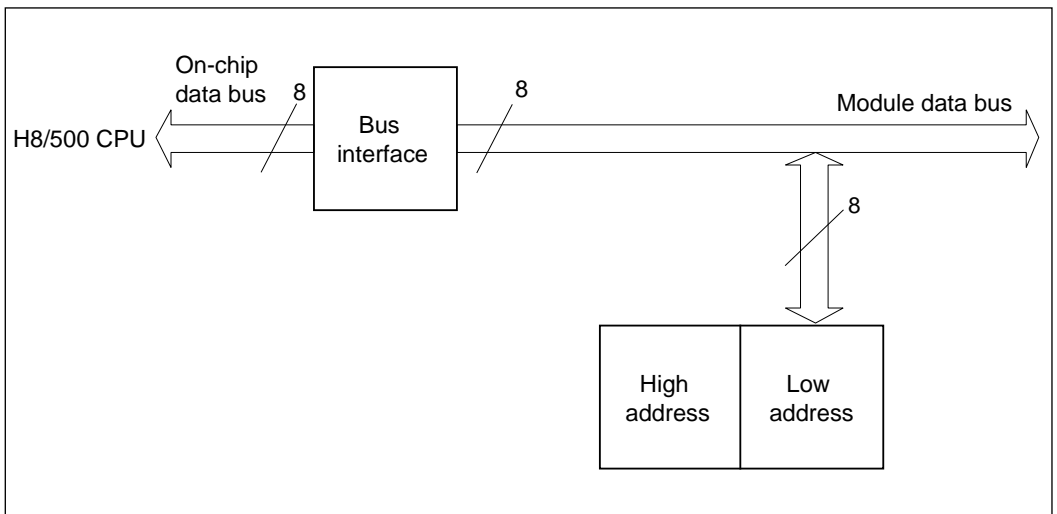 On-chip
data bus
8
8
Module data bus
H8/500 CPU
Bus
interface
8
High
address
Low
address